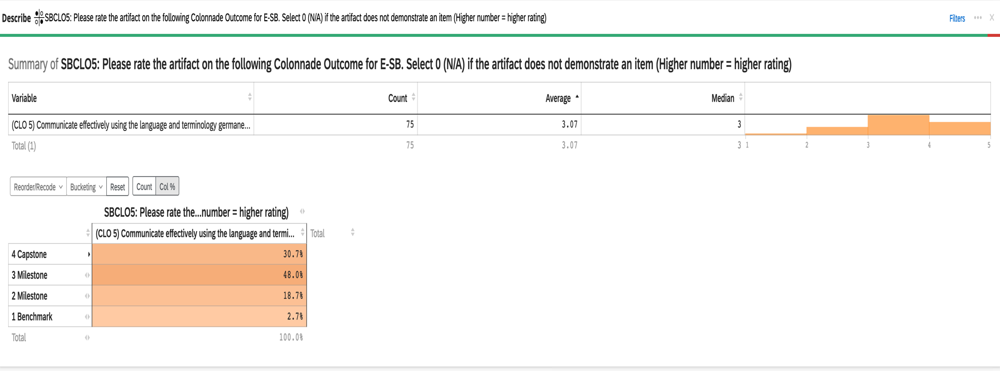 Describe SBCLO5: Please rate the artifact on the following Colonnade Outcome for E-SB. Select 0 (N/A) if the artifact does not demonstrate an item (Higher number = higher rating) Filters ••• X
Summary of SBCLO5: Please rate the artifact on the following Colonnade Outcome for E-SB. Select 0 (N/A) if the artifact does not demonstrate an item (Higher number = higher rating)
Variable Count Average Median
(CLO 5) Communicate effectively using the language and terminology germane... 75 3.07 3
Total (1) 75 3.07 3 1 2 3 4 5
Reorder/Recode Bucketing Reset Count Col %
SBCLO5: Please rate the...number = higher rating)
(CLO 5) Communicate effectively using the language and termi... Total
4 Capstone 30.7%
3 Milestone 48.0%
2 Milestone 18.7%
1 Benchmark 2.7%
Total 100.0%